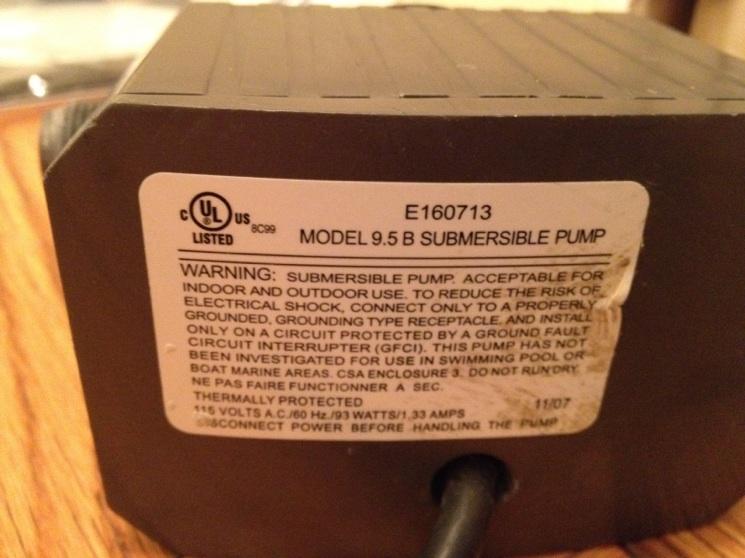 C UL US
® 8C99
LISTED
E160713
MODEL 9.5 B SUBMERSIBLE PUMP
WARNING: SUBMERSIBLE PUMP. ACCEPTABLE FOR
INDOOR AND OUTDOOR USE. TO REDUCE THE RISK OF
ELECTRICAL SHOCK, CONNECT ONLY TO A PROPERLY
GROUNDED, GROUNDING TYPE RECEPTACLE, AND INSTALL
ONLY ON A CIRCUIT PROTECTED BY A GROUND FAULT
CIRCUIT INTERRUPTER (GFCI). THIS PUMP HAS NOT
BEEN INVESTIGATED FOR USE IN SWIMMING POOL OR
BOAT MARINE AREAS. CSA ENCLOSURE 3. DO NOT RUN DRY
NE PAS FAIRE FUNCTIONNER A SEC.
THERMALLY PROTECTED 11/07
115 VOLTS A.C./60 Hz./93 WATTS/1.33 AMPS
DISCONNECT POWER BEFORE HANDLING THE PUMP